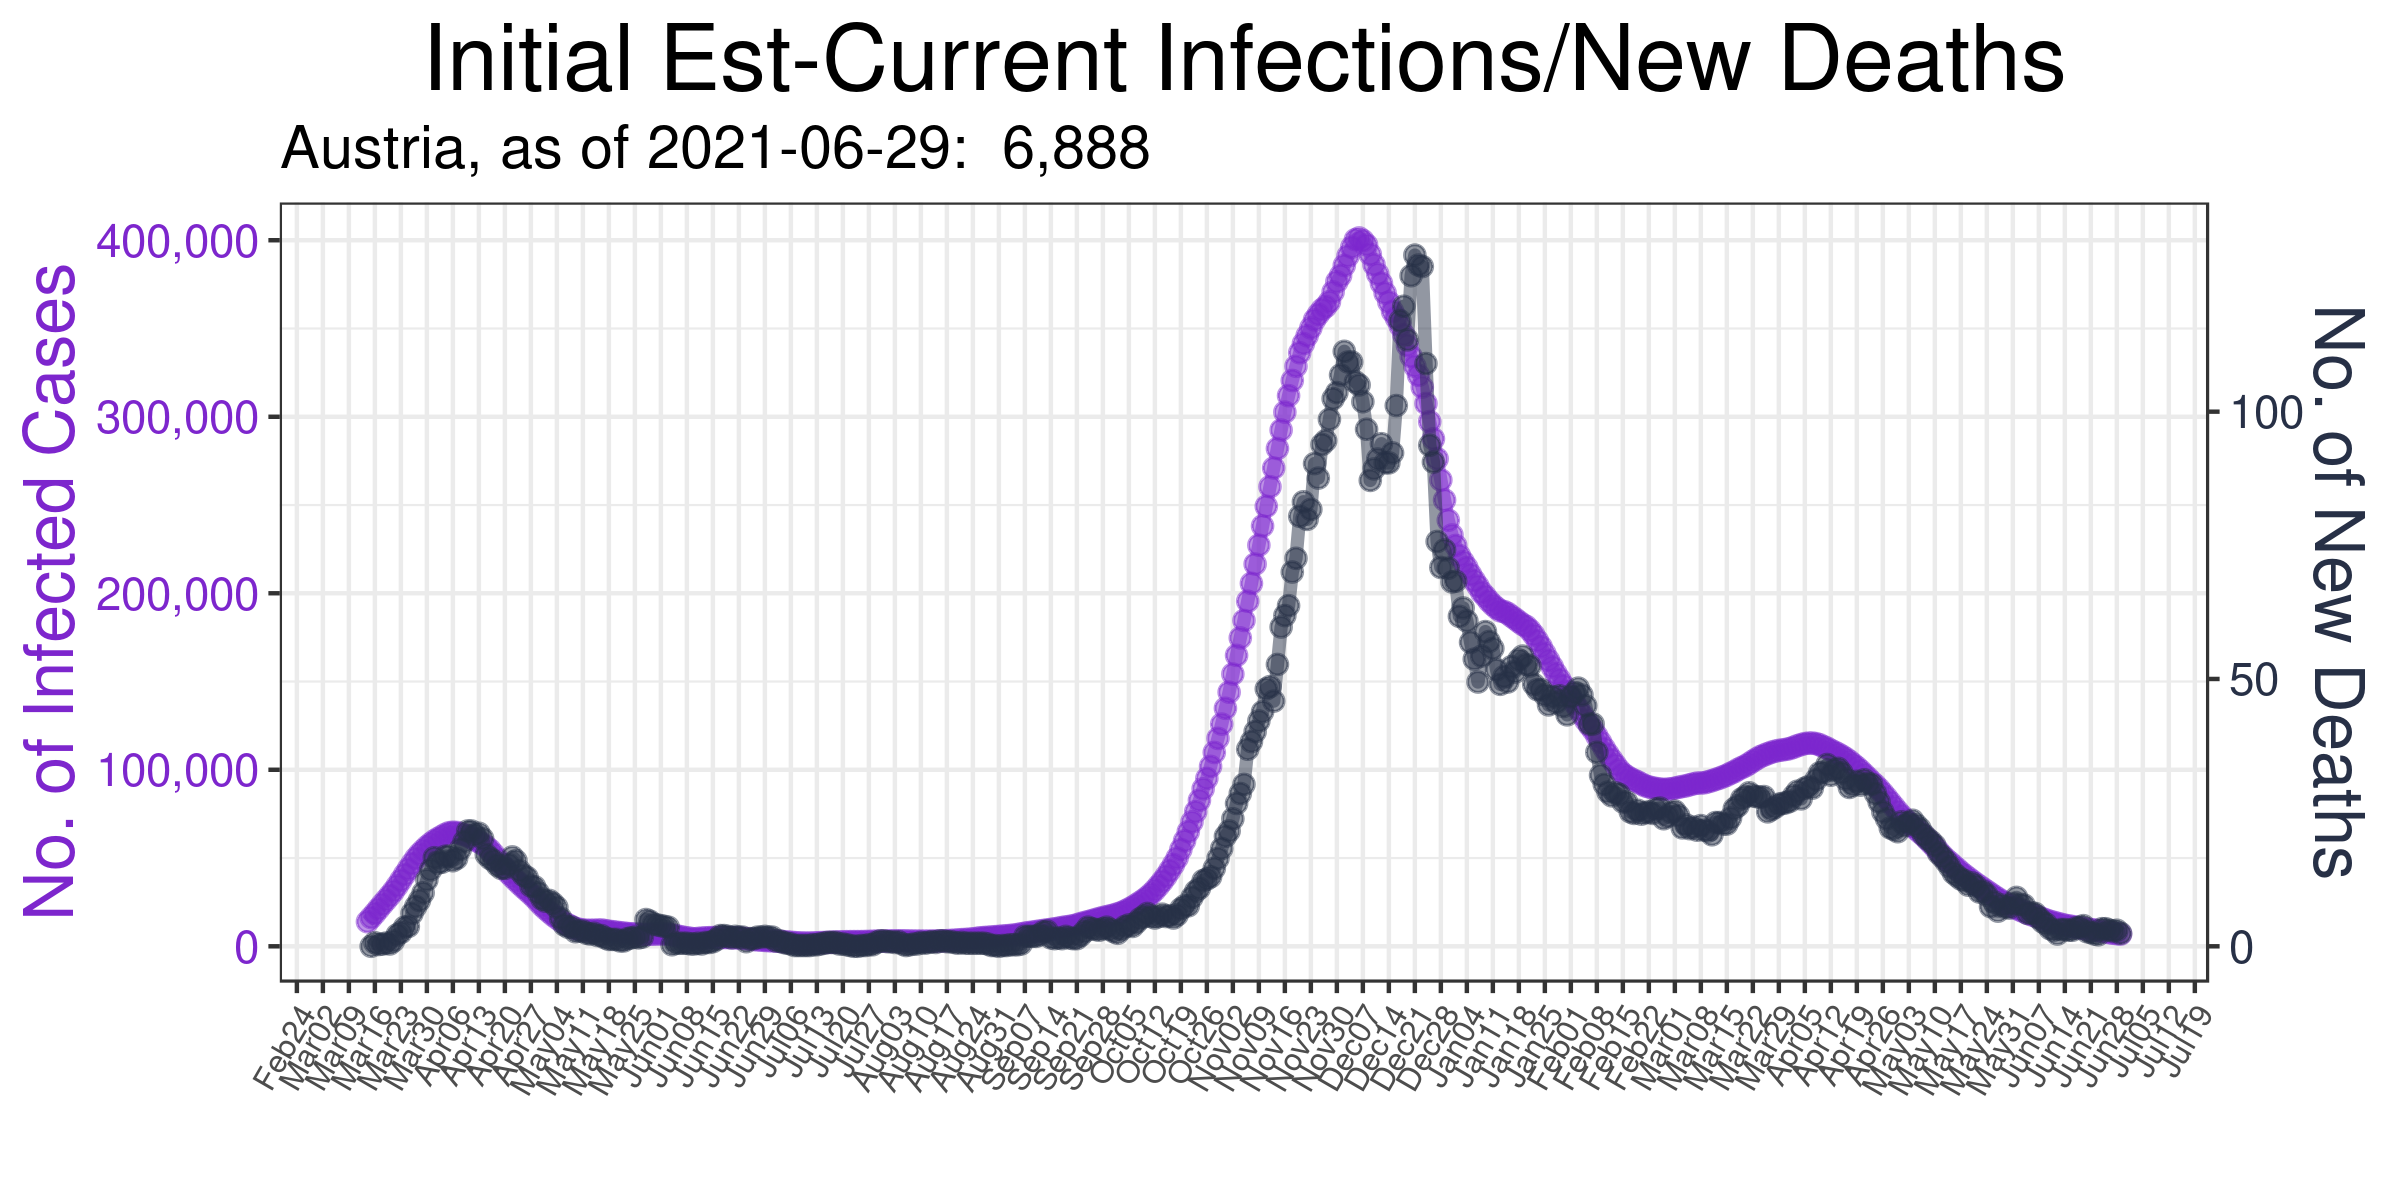 Initial Est-Current Infections/New Deaths
Austria, as of 2021-06-29: 6,888
No. of Infected Cases
400,000
300,000
200,000
100,000
0
No. of New Deaths
100
50
0
Feb24
Mar02
Mar09
Mar16
Mar23
Mar30
Apr06
Apr13
Apr20
Apr27
May04
May11
May18
May25
Jun01
Jun08
Jun15
Jun22
Jun29
Jul06
Jul13
Jul20
Jul27
Aug03
Aug10
Aug17
Aug24
Aug31
Sep07
Sep14
Sep21
Sep28
Oct05
Oct12
Oct19
Oct26
Nov02
Nov09
Nov16
Nov23
Nov30
Dec07
Dec14
Dec21
Dec28
Jan04
Jan11
Jan18
Jan25
Feb01
Feb08
Feb15
Feb22
Mar01
Mar08
Mar15
Mar22
Mar29
Apr05
Apr12
Apr19
Apr26
May03
May10
May17
May24
May31
Jun07
Jun14
Jun21
Jun28
Jul05
Jul12
Jul19